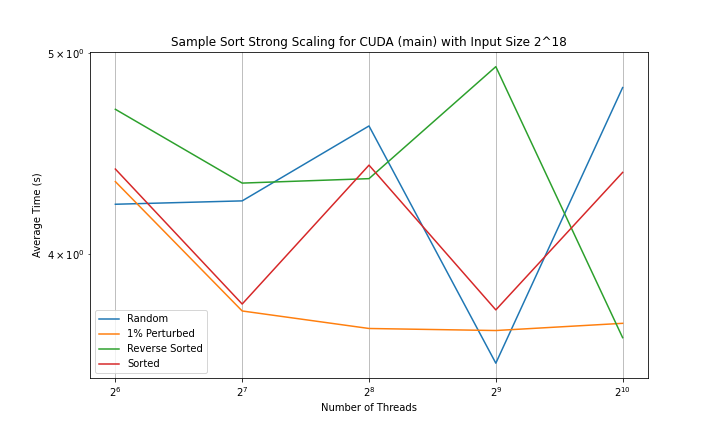 Sample Sort Strong Scaling for CUDA (main) with Input Size 2^18
5 × 10⁰
4 × 10⁰
Average Time (s)
Random
1% Perturbed
Reverse Sorted
Sorted
2⁶ 2⁷ 2⁸ 2⁹ 2¹⁰
Number of Threads